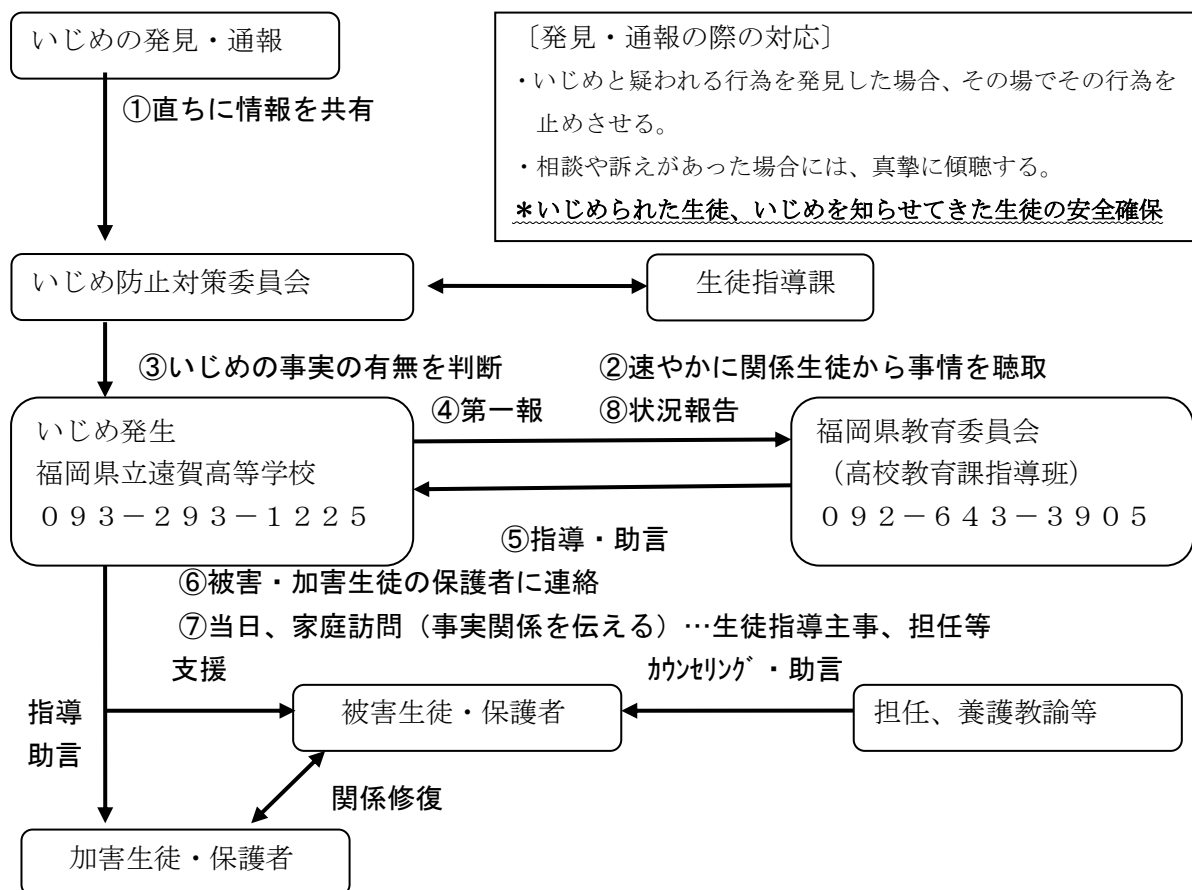 いじめの発見・通報
〔発見・通報の際の対応〕
・いじめと疑われる行為を発見した場合、その場でその行為を
止めさせる。
・相談や訴えがあった場合には、真摯に傾聴する。
＊いじめられた生徒、いじめを知らせてきた生徒の安全確保
①直ちに情報を共有
いじめ防止対策委員会
生徒指導課
③いじめの事実の有無を判断
②速やかに関係生徒から事情を聴取
④第一報
⑧状況報告
いじめ発生
福岡県立遠賀高等学校
０９３－２９３－１２２５
福岡県教育委員会
（高校教育課指導班）
０９２－６４３－３９０５
⑤指導・助言
⑥被害・加害生徒の保護者に連絡
⑦当日、家庭訪問（事実関係を伝える）…生徒指導主事、担任等
支援
ｶｳﾝｾﾘﾝｸﾞ・助言
指導
助言
被害生徒・保護者
担任、養護教諭等
関係修復
加害生徒・保護者